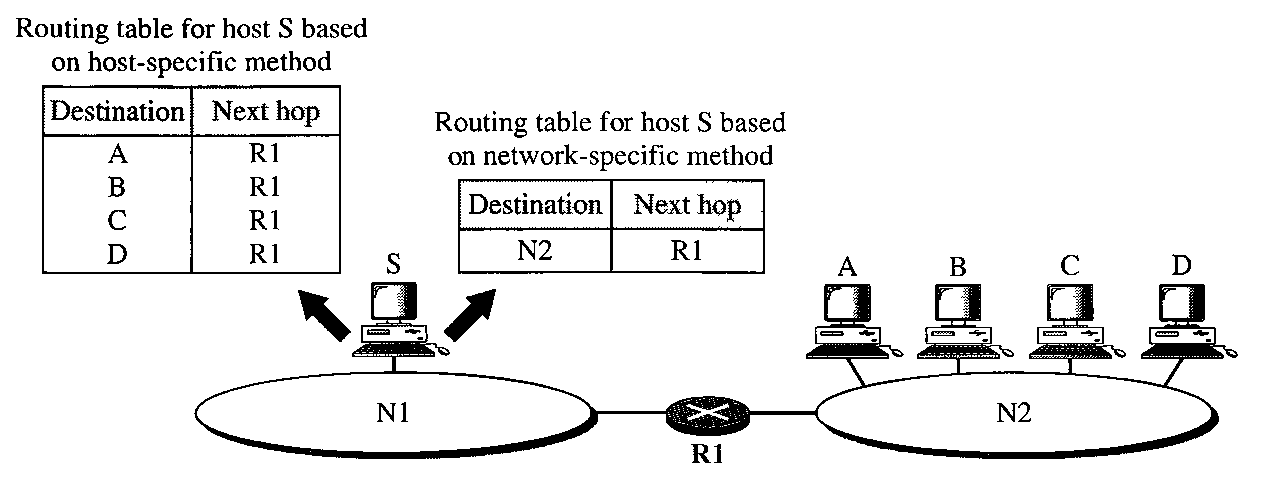 Routing table for host S based
on host-specific method
Destination Next hop
A R1
B R1
C R1
D R1
Routing table for host S based
on network-specific method
Destination Next hop
N2 R1
S
A B C D
N1
N2
R1